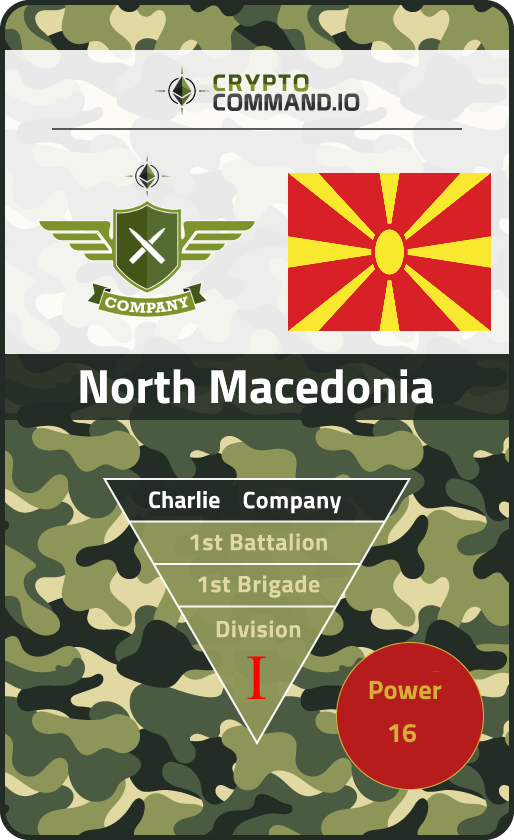 CRYPTO
COMMAND.IO
COMPANY
North Macedonia
Charlie Company
1st Battalion
1st Brigade
Division
I
Power
16